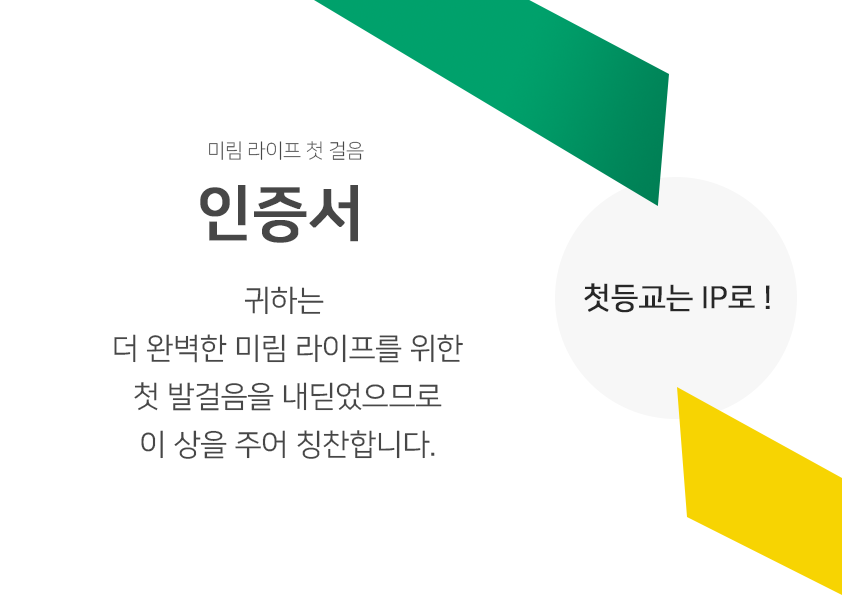 미림 라이프 첫 걸음
인증서
귀하는
더 완벽한 미림 라이프를 위한
첫 발걸음을 내딛었으므로
이 상을 주어 칭찬합니다.
첫등교는 IP로 !